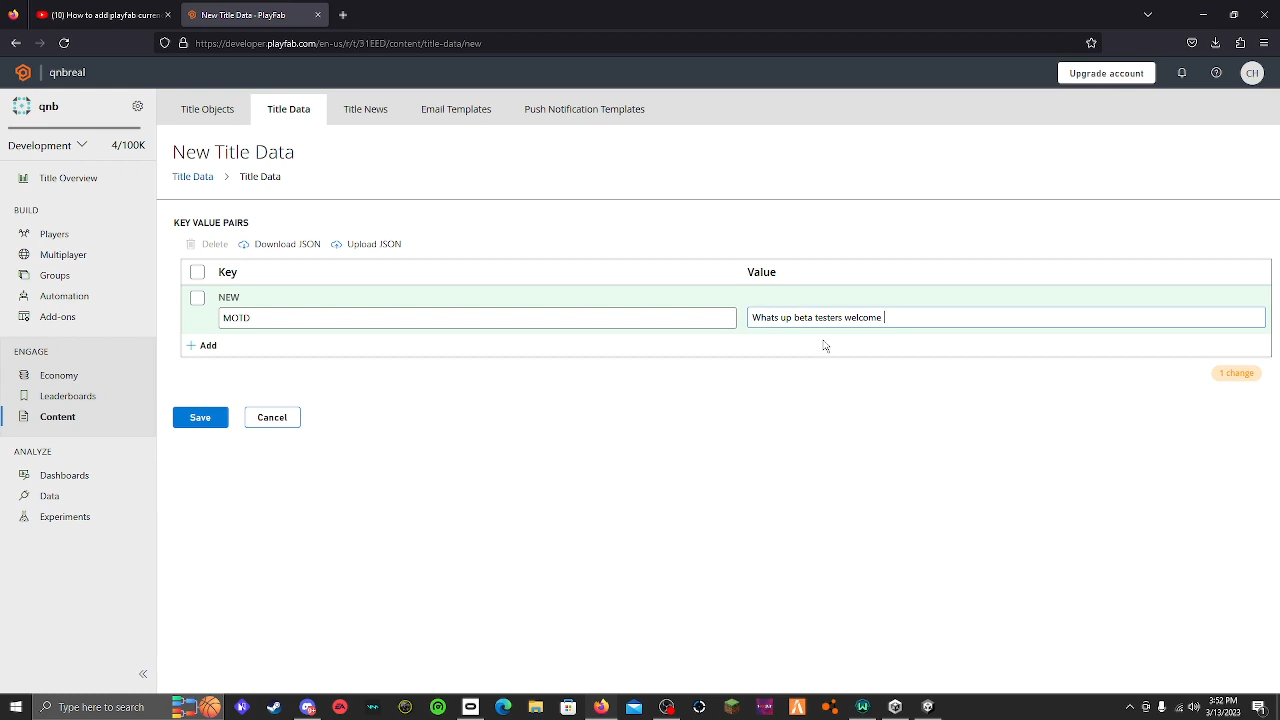 (10) How to add playfab curren
New Title Data - PlayFab
https://developer.playfab.com/en-us/r/t/31EED/content/title-data/new
qnbreal
Upgrade account
CH
qnb
Development
4/100K
Title Overview
BUILD
Players
Multiplayer
Groups
Automation
Add-ons
ENGAGE
Economy
Leaderboards
Content
ANALYZE
Dashboards
Data
Experiments
Title Objects
Title Data
Title News
Email Templates
Push Notification Templates
New Title Data
Title Data > Title Data
KEY VALUE PAIRS
Delete
Download JSON
Upload JSON
Key
Value
NEW
MOTD
Whats up beta testers welcome
+ Add
1 change
Save
Cancel
Type here to search
3:52 PM
3/13/2023